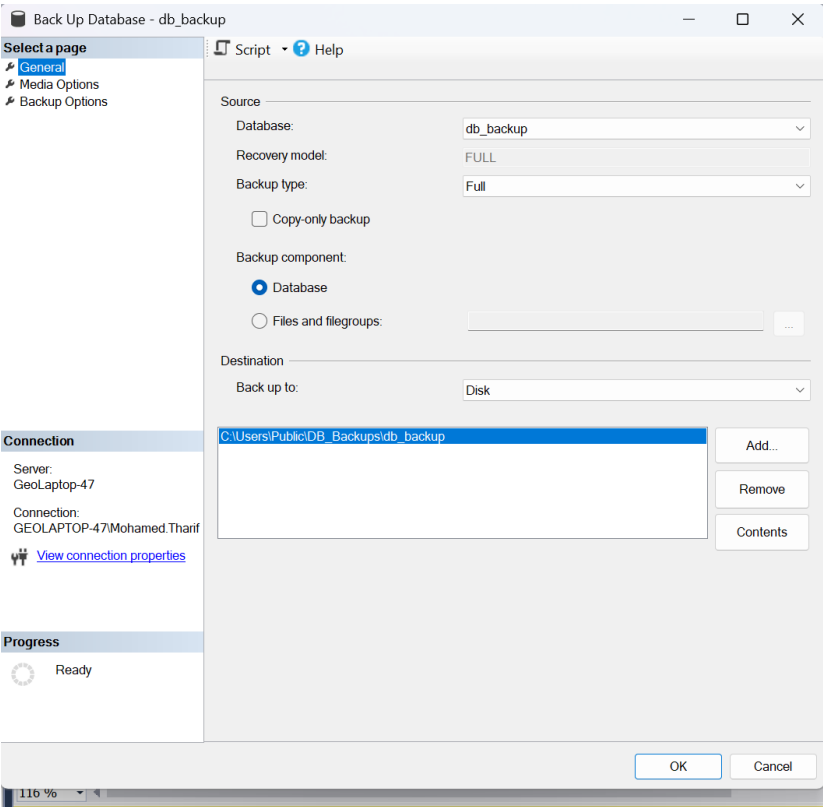 Back Up Database - db_backup
Select a page
General
Media Options
Backup Options
Script
Help
Source
Database:
db_backup
Recovery model:
FULL
Backup type:
Full
Copy-only backup
Backup component:
Database
Files and filegroups:
...
Destination
Back up to:
Disk
C:\Users\Public\DB_Backups\db_backup
Add...
Remove
Contents
Connection
Server:
GeoLaptop-47
Connection:
GEOLAPTOP-47\Mohamed.Tharif
View connection properties
Progress
Ready
OK
Cancel
116 %